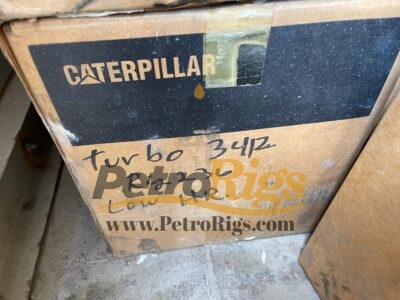 CATERPILLAR
turbo 3412
PetroRigs
Low HR.
www.PetroRigs.com